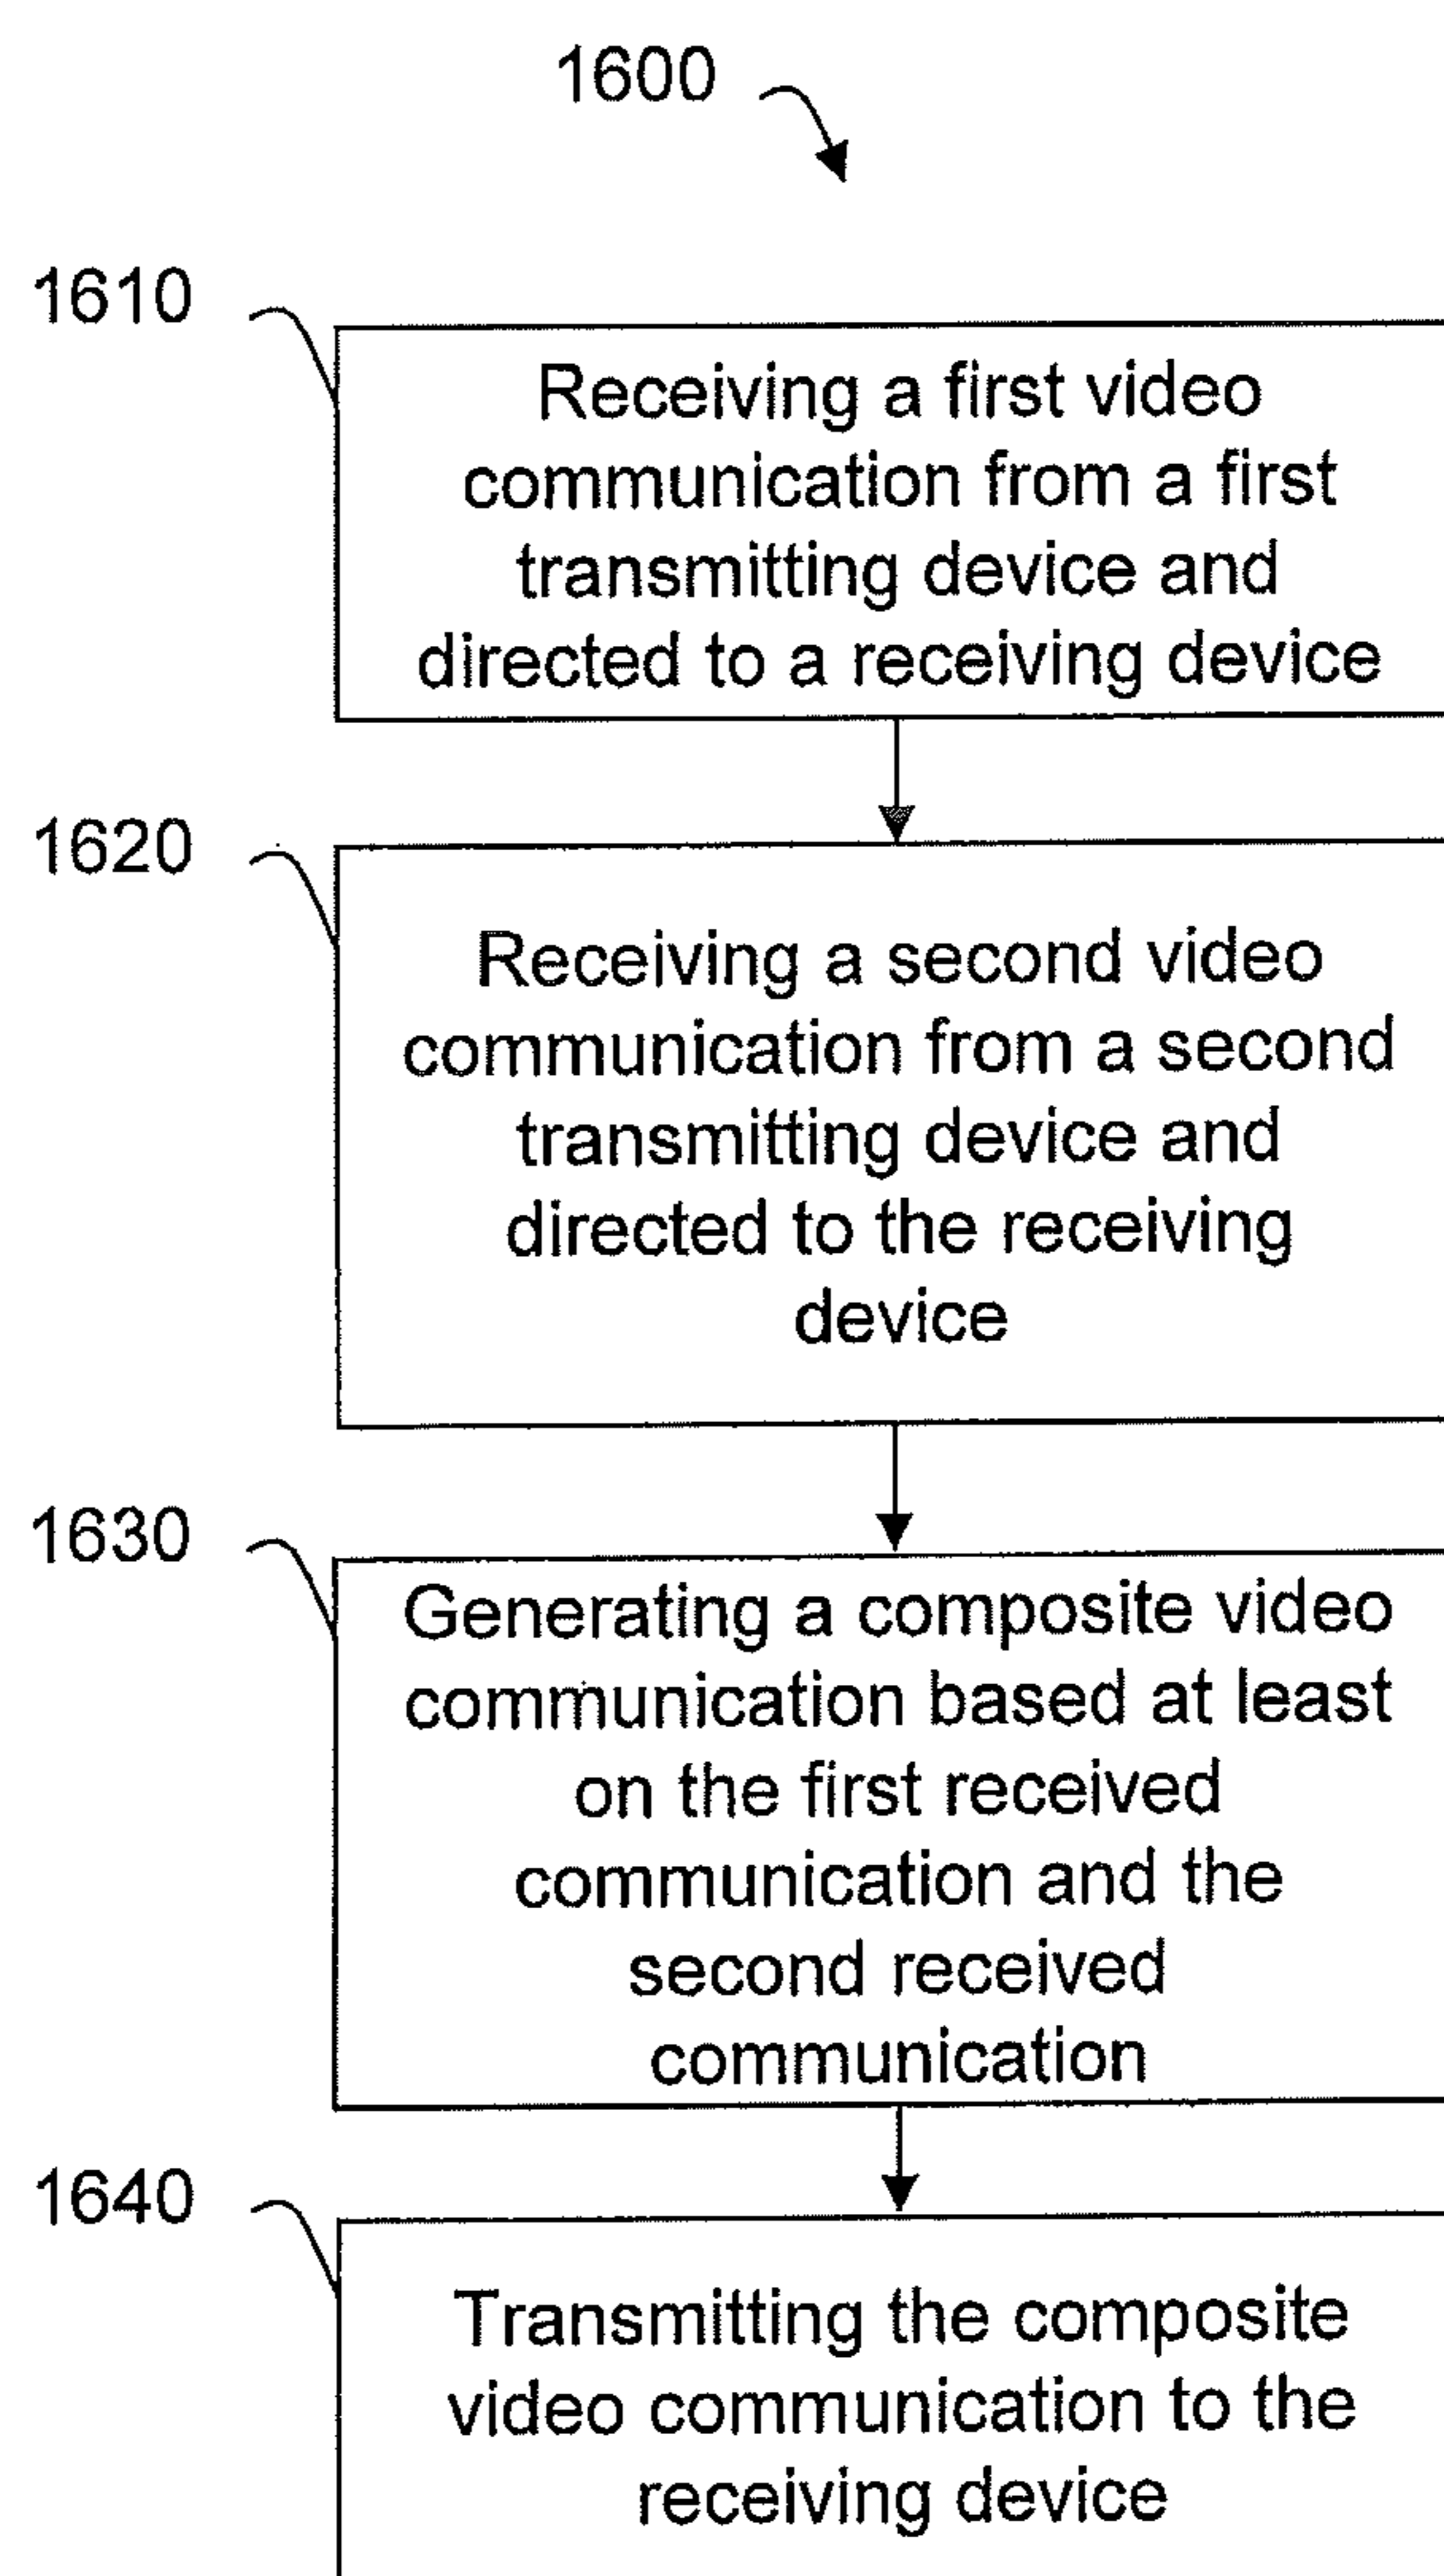 1600
1610
Receiving a first video
communication from a first
transmitting device and
directed to a receiving device
1620
Receiving a second video
communication from a second
transmitting device and
directed to the receiving
device
1630
Generating a composite video
communication based at least
on the first received
communication and the
second received
communication
1640
Transmitting the composite
video communication to the
receiving device